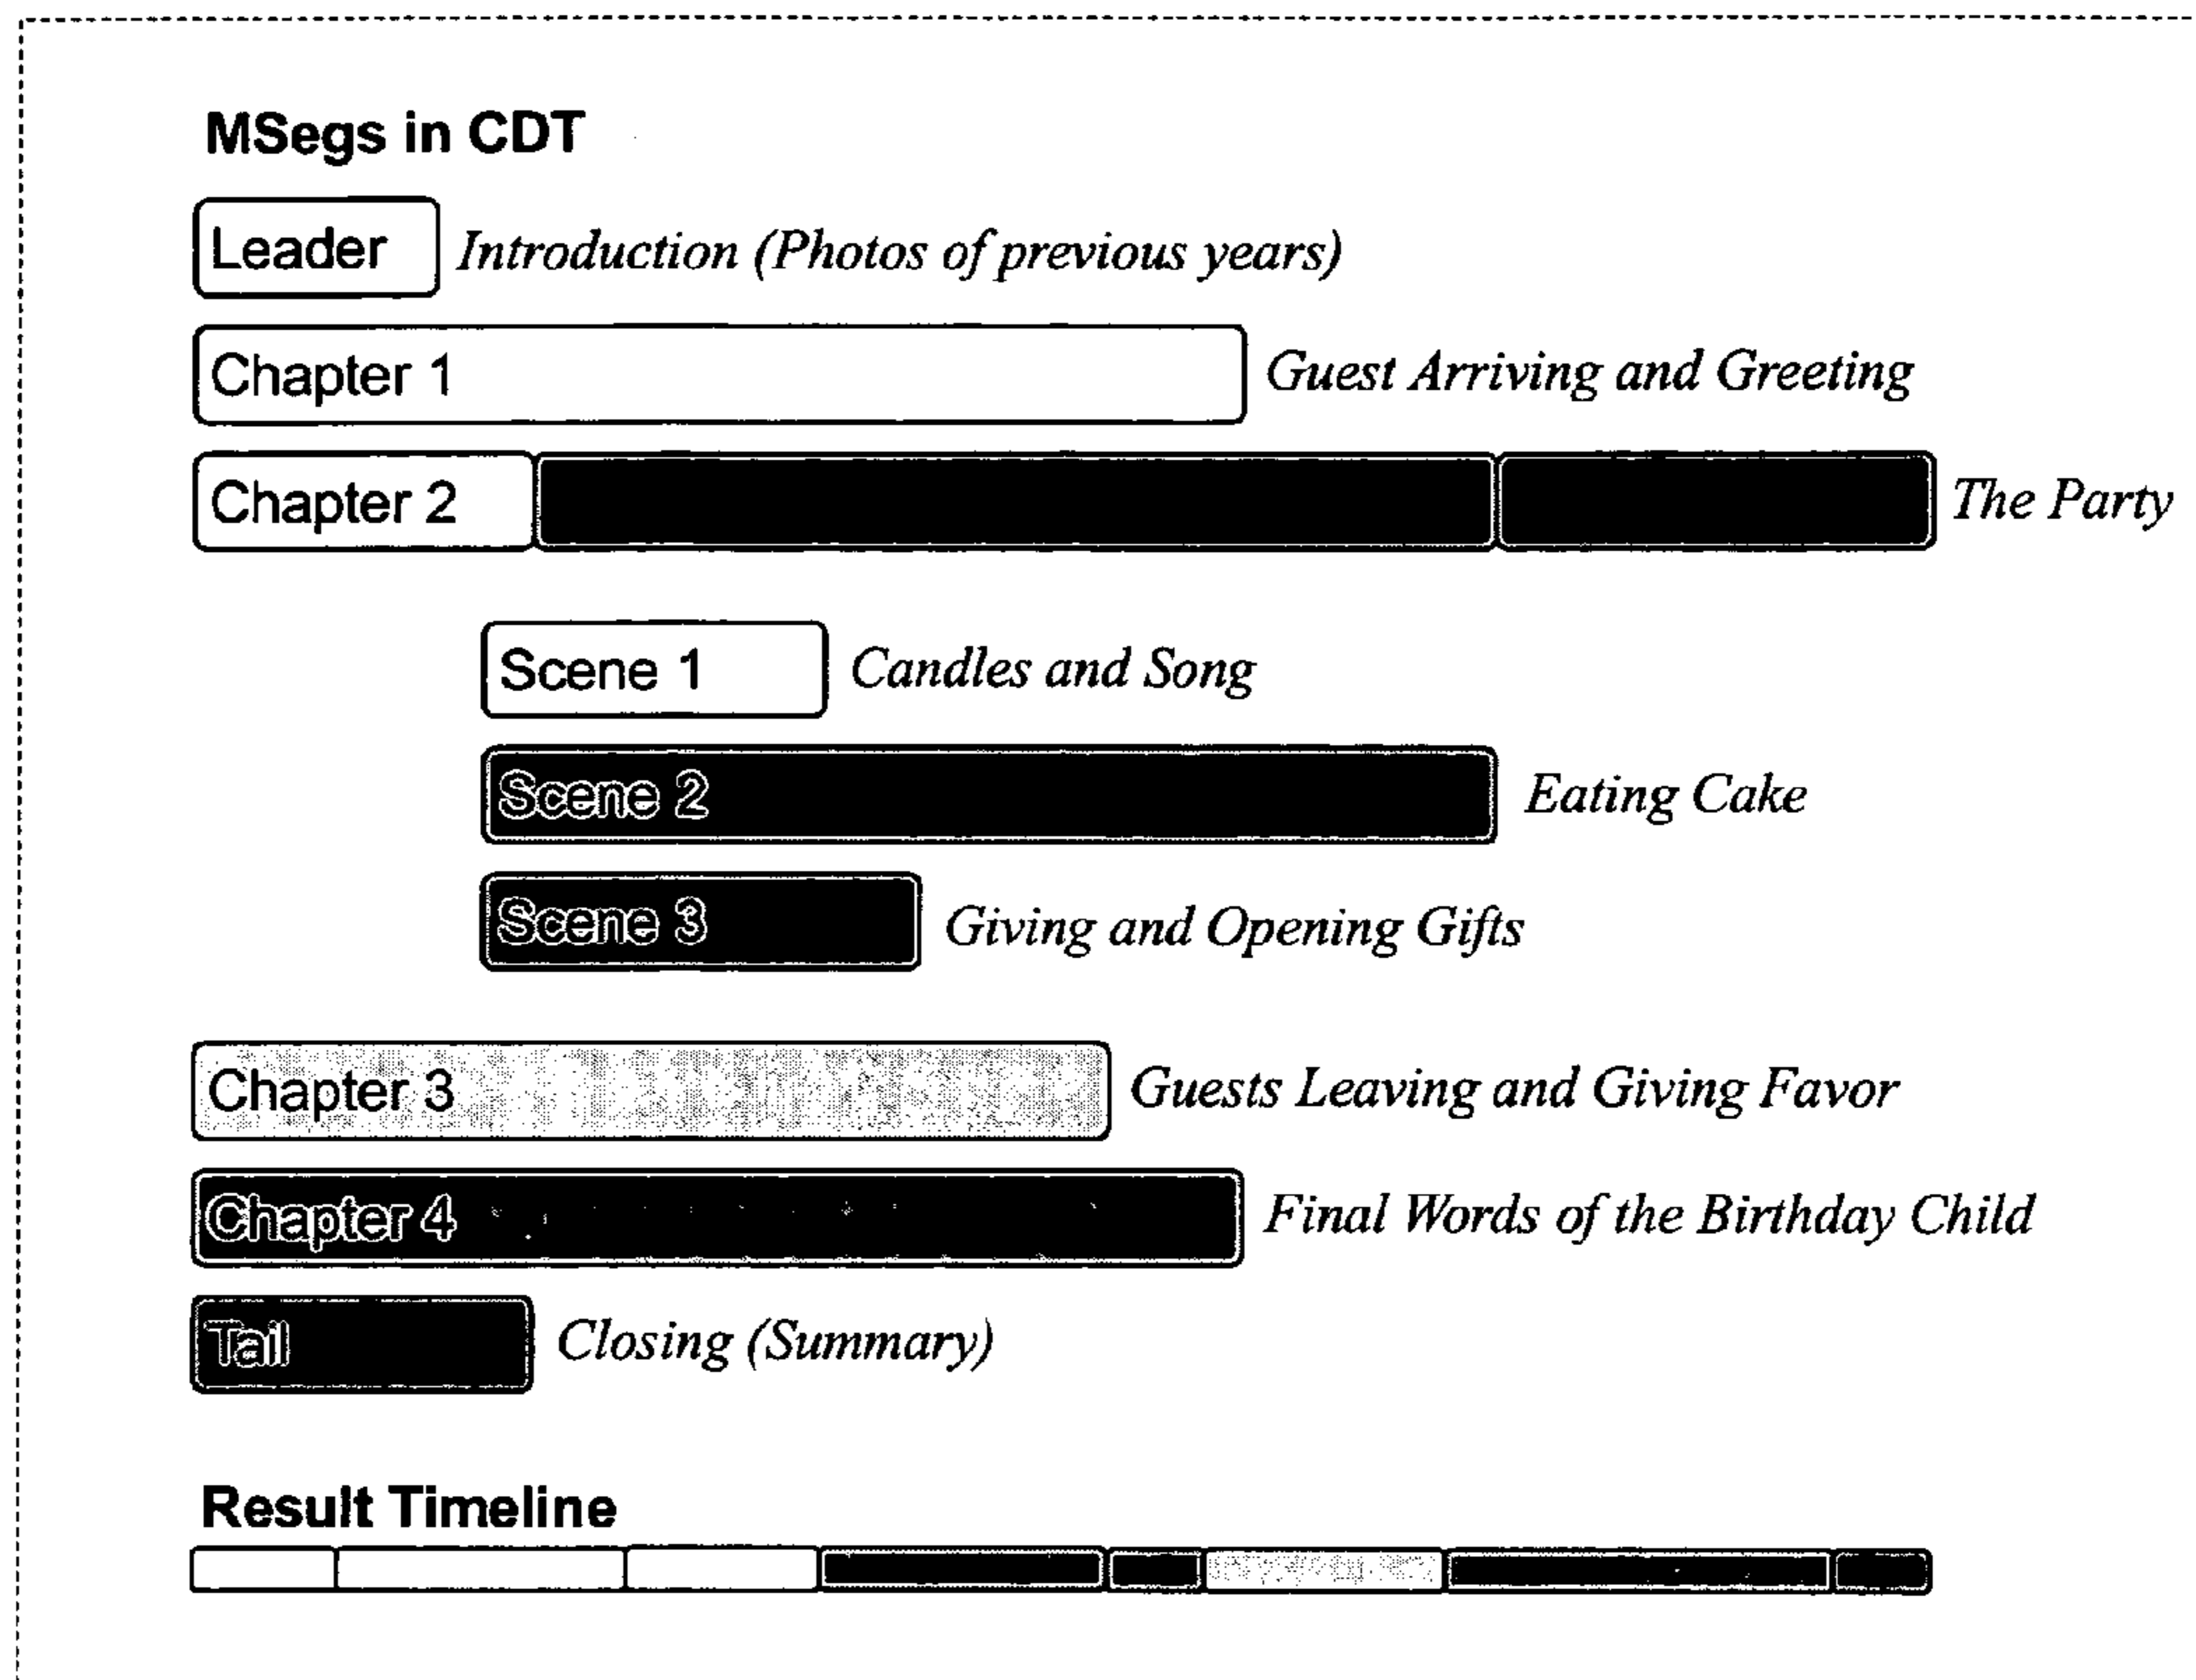 MSegs in CDT
Leader Introduction (Photos of previous years)
Chapter 1 Guest Arriving and Greeting
Chapter 2 The Party
Scene 1 Candles and Song
Scene 2 Eating Cake
Scene 3 Giving and Opening Gifts
Chapter 3 Guests Leaving and Giving Favor
Chapter 4 Final Words of the Birthday Child
Tail Closing (Summary)
Result Timeline